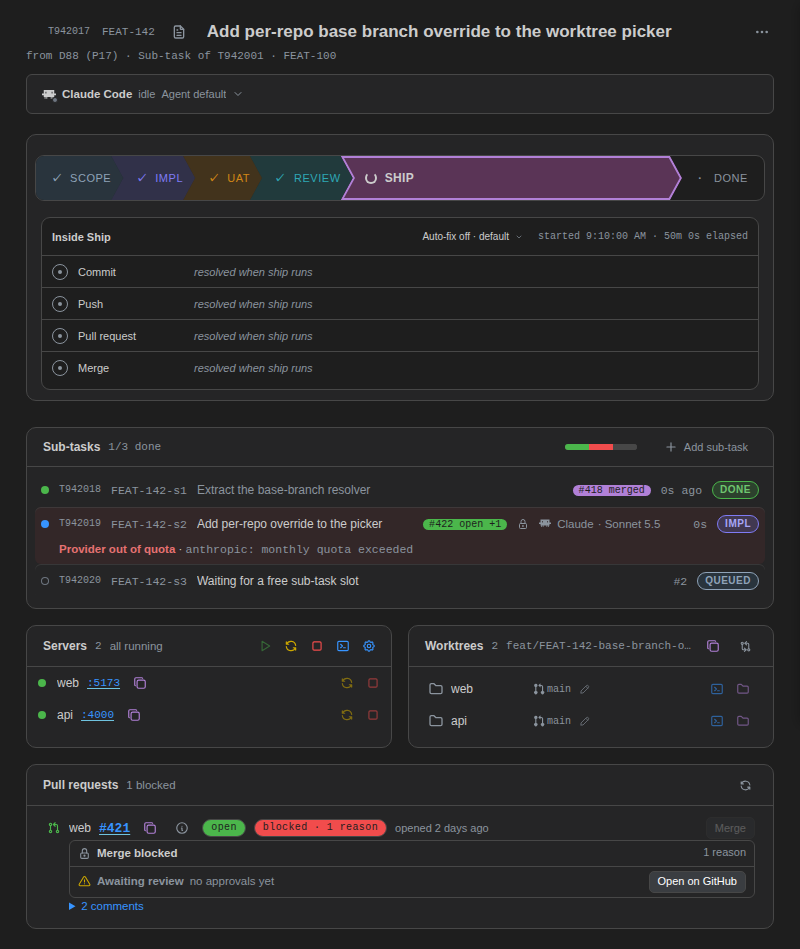 T942017 FEAT-142 Add per-repo base branch override to the worktree picker
from D88 (P17) · Sub-task of T942001 · FEAT-100
Claude Code idle Agent default
SCOPE IMPL UAT REVIEW SHIP DONE
Inside Ship Auto-fix off · default started 9:10:00 AM · 50m 0s elapsed
Commit resolved when ship runs
Push resolved when ship runs
Pull request resolved when ship runs
Merge resolved when ship runs
Sub-tasks 1/3 done Add sub-task
T942018 FEAT-142-s1 Extract the base-branch resolver #418 merged 0s ago DONE
T942019 FEAT-142-s2 Add per-repo override to the picker #422 open +1 Claude · Sonnet 5.5 0s IMPL
Provider out of quota · anthropic: monthly quota exceeded
T942020 FEAT-142-s3 Waiting for a free sub-task slot #2 QUEUED
Servers 2 all running
web :5173
api :4000
Worktrees 2 feat/FEAT-142-base-branch-o…
web main
api main
Pull requests 1 blocked
web #421 open blocked · 1 reason opened 2 days ago Merge
Merge blocked 1 reason
Awaiting review no approvals yet Open on GitHub
2 comments